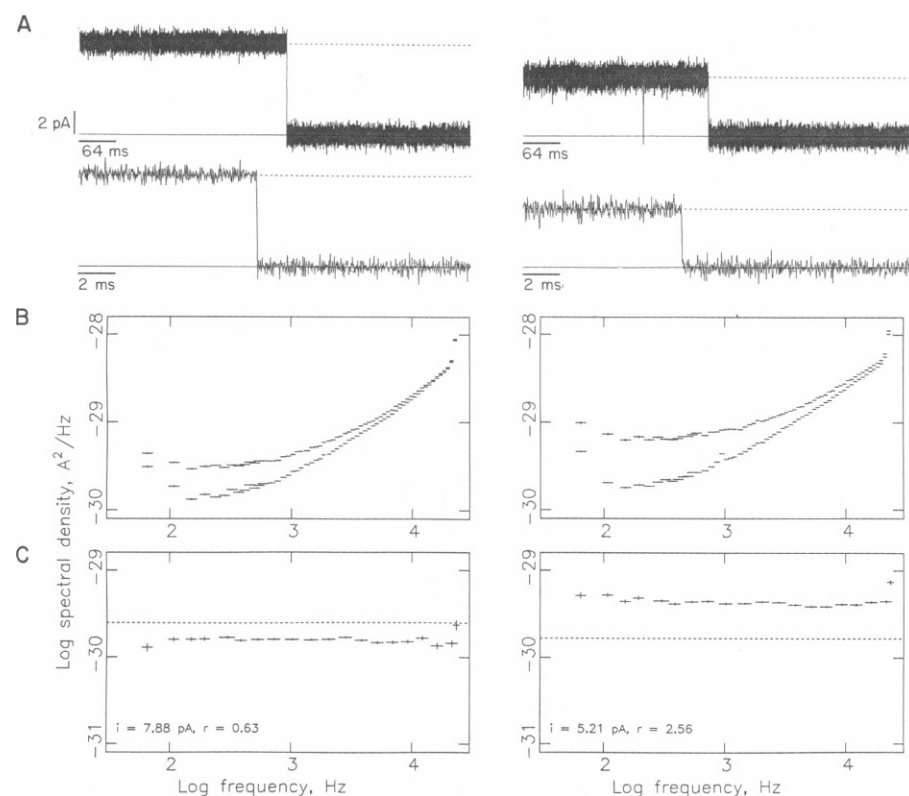 A
2 pA
64 ms
2 ms
64 ms
2 ms
B
-28
-29
-30
2
3
4
-28
-29
-30
2
3
4
C
Log spectral density, A²/Hz
-29
-30
-31
i = 7.88 pA, r = 0.63
2
3
4
Log frequency, Hz
-29
-30
-31
i = 5.21 pA, r = 2.56
2
3
4
Log frequency, Hz